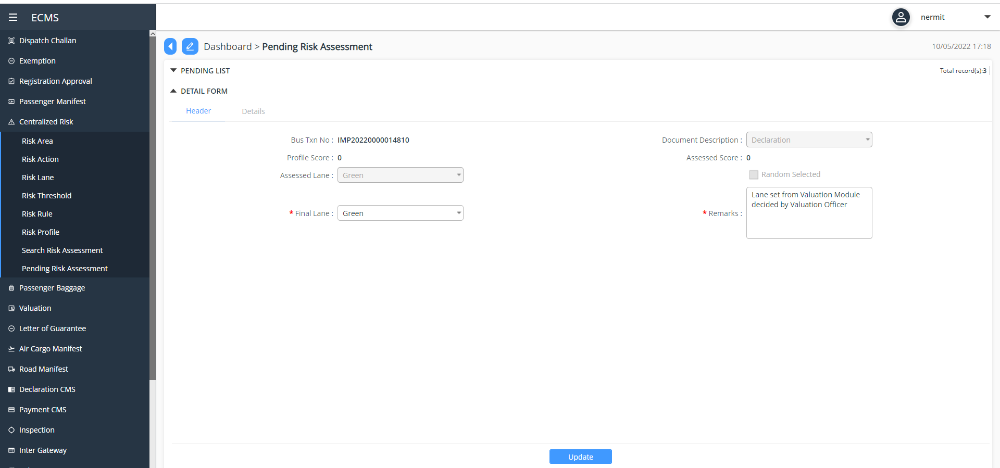 ECMS
nermit
Dispatch Challan
Exemption
Registration Approval
Passenger Manifest
Centralized Risk
Risk Area
Risk Action
Risk Lane
Risk Threshold
Risk Rule
Risk Profile
Search Risk Assessment
Pending Risk Assessment
Passenger Baggage
Valuation
Letter of Guarantee
Air Cargo Manifest
Road Manifest
Declaration CMS
Payment CMS
Inspection
Inter Gateway
Dashboard > Pending Risk Assessment
10/05/2022 17:18
PENDING LIST
Total record(s):3
DETAIL FORM
Header Details
Bus Txn No : IMP20220000014810
Document Description : Declaration
Profile Score : 0
Assessed Score : 0
Assessed Lane : Green
Random Selected
* Final Lane : Green
* Remarks : Lane set from Valuation Module
decided by Valuation Officer
Update